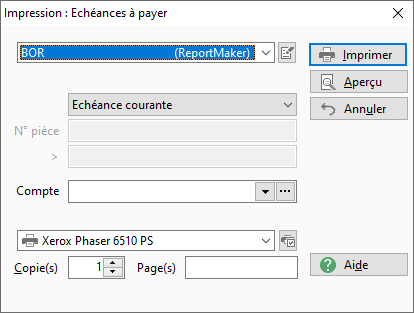 Impression : Echéances à payer
BOR (ReportMaker)
Imprimer
Aperçu
Echéance courante
Annuler
N° pièce
>
Compte
Xerox Phaser 6510 PS
Copie(s) 1 Page(s)
Aide